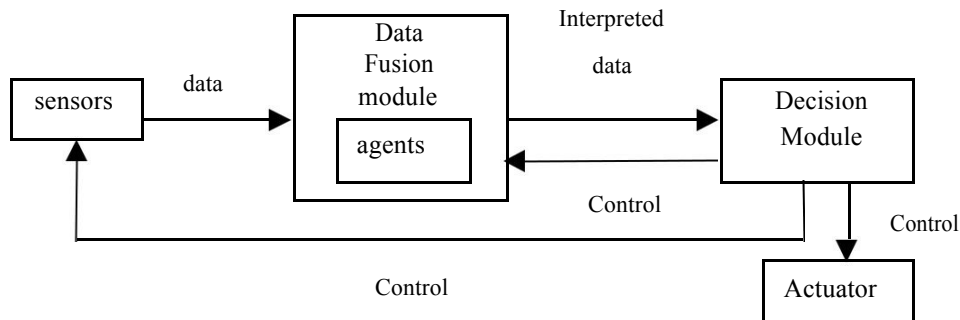 Interpreted
data
Data
Fusion
module
agents
data
sensors
Decision
Module
Control
Control
Control
Actuator